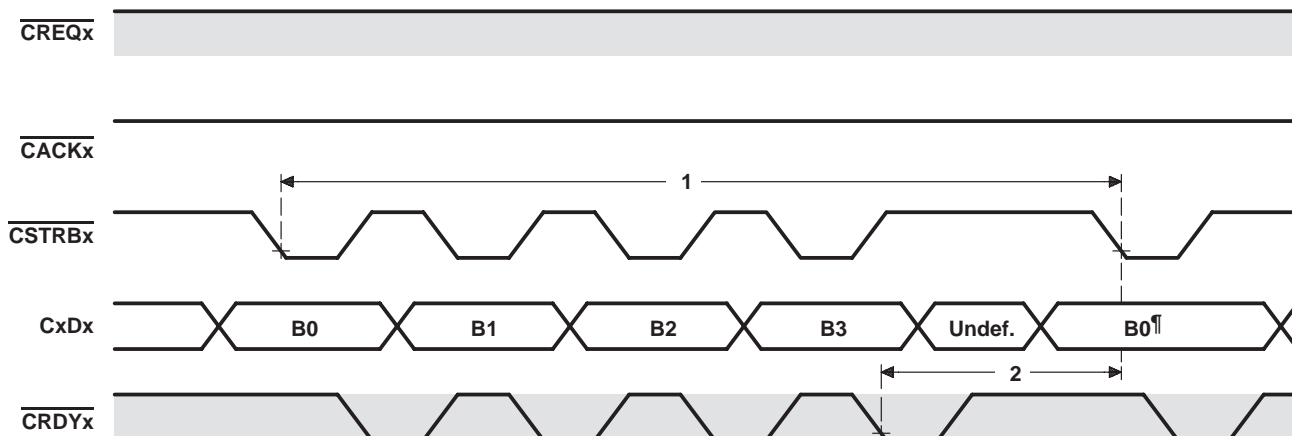 CREQx
CACKx
1
CSTRBx
CxDx
B0
B1
B2
B3
Undef.
B0¶
2
CRDYx